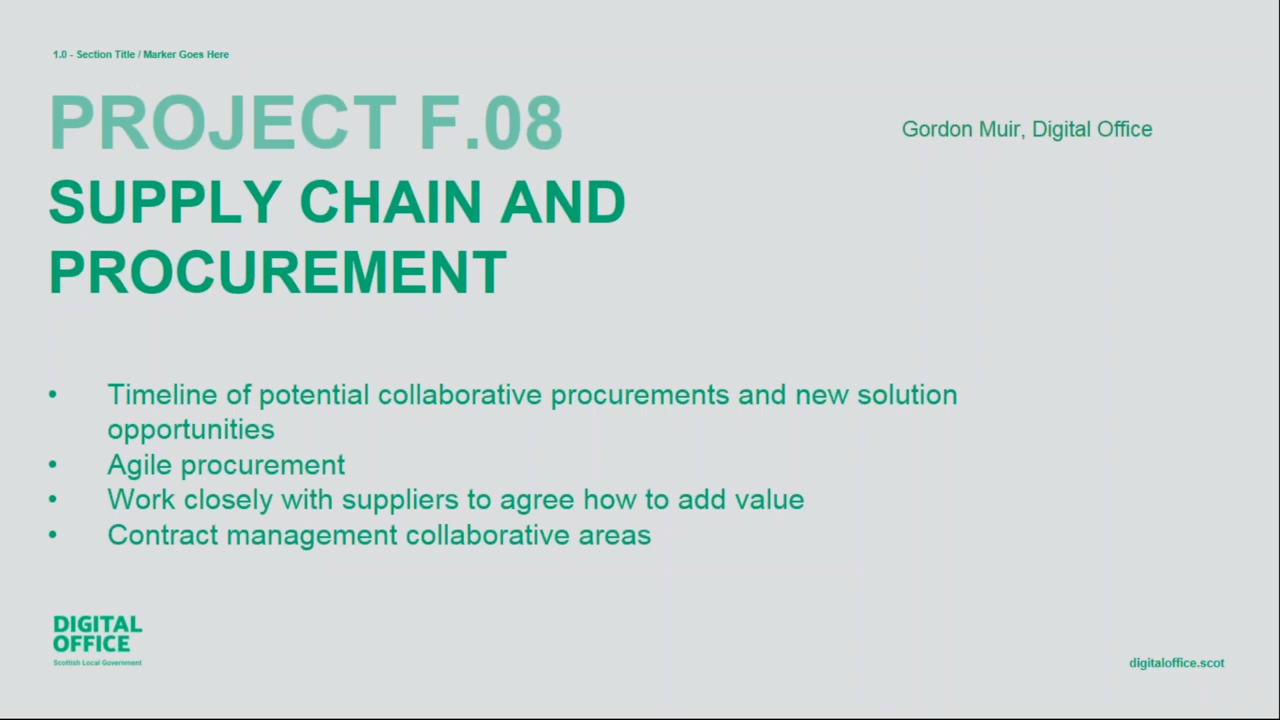 1.0 - Section Title / Marker Goes Here
PROJECT F.08
Gordon Muir, Digital Office
SUPPLY CHAIN AND
PROCUREMENT
• Timeline of potential collaborative procurements and new solution
opportunities
• Agile procurement
• Work closely with suppliers to agree how to add value
• Contract management collaborative areas
DIGITAL
OFFICE
Scottish Local Government
digitaloffice.scot